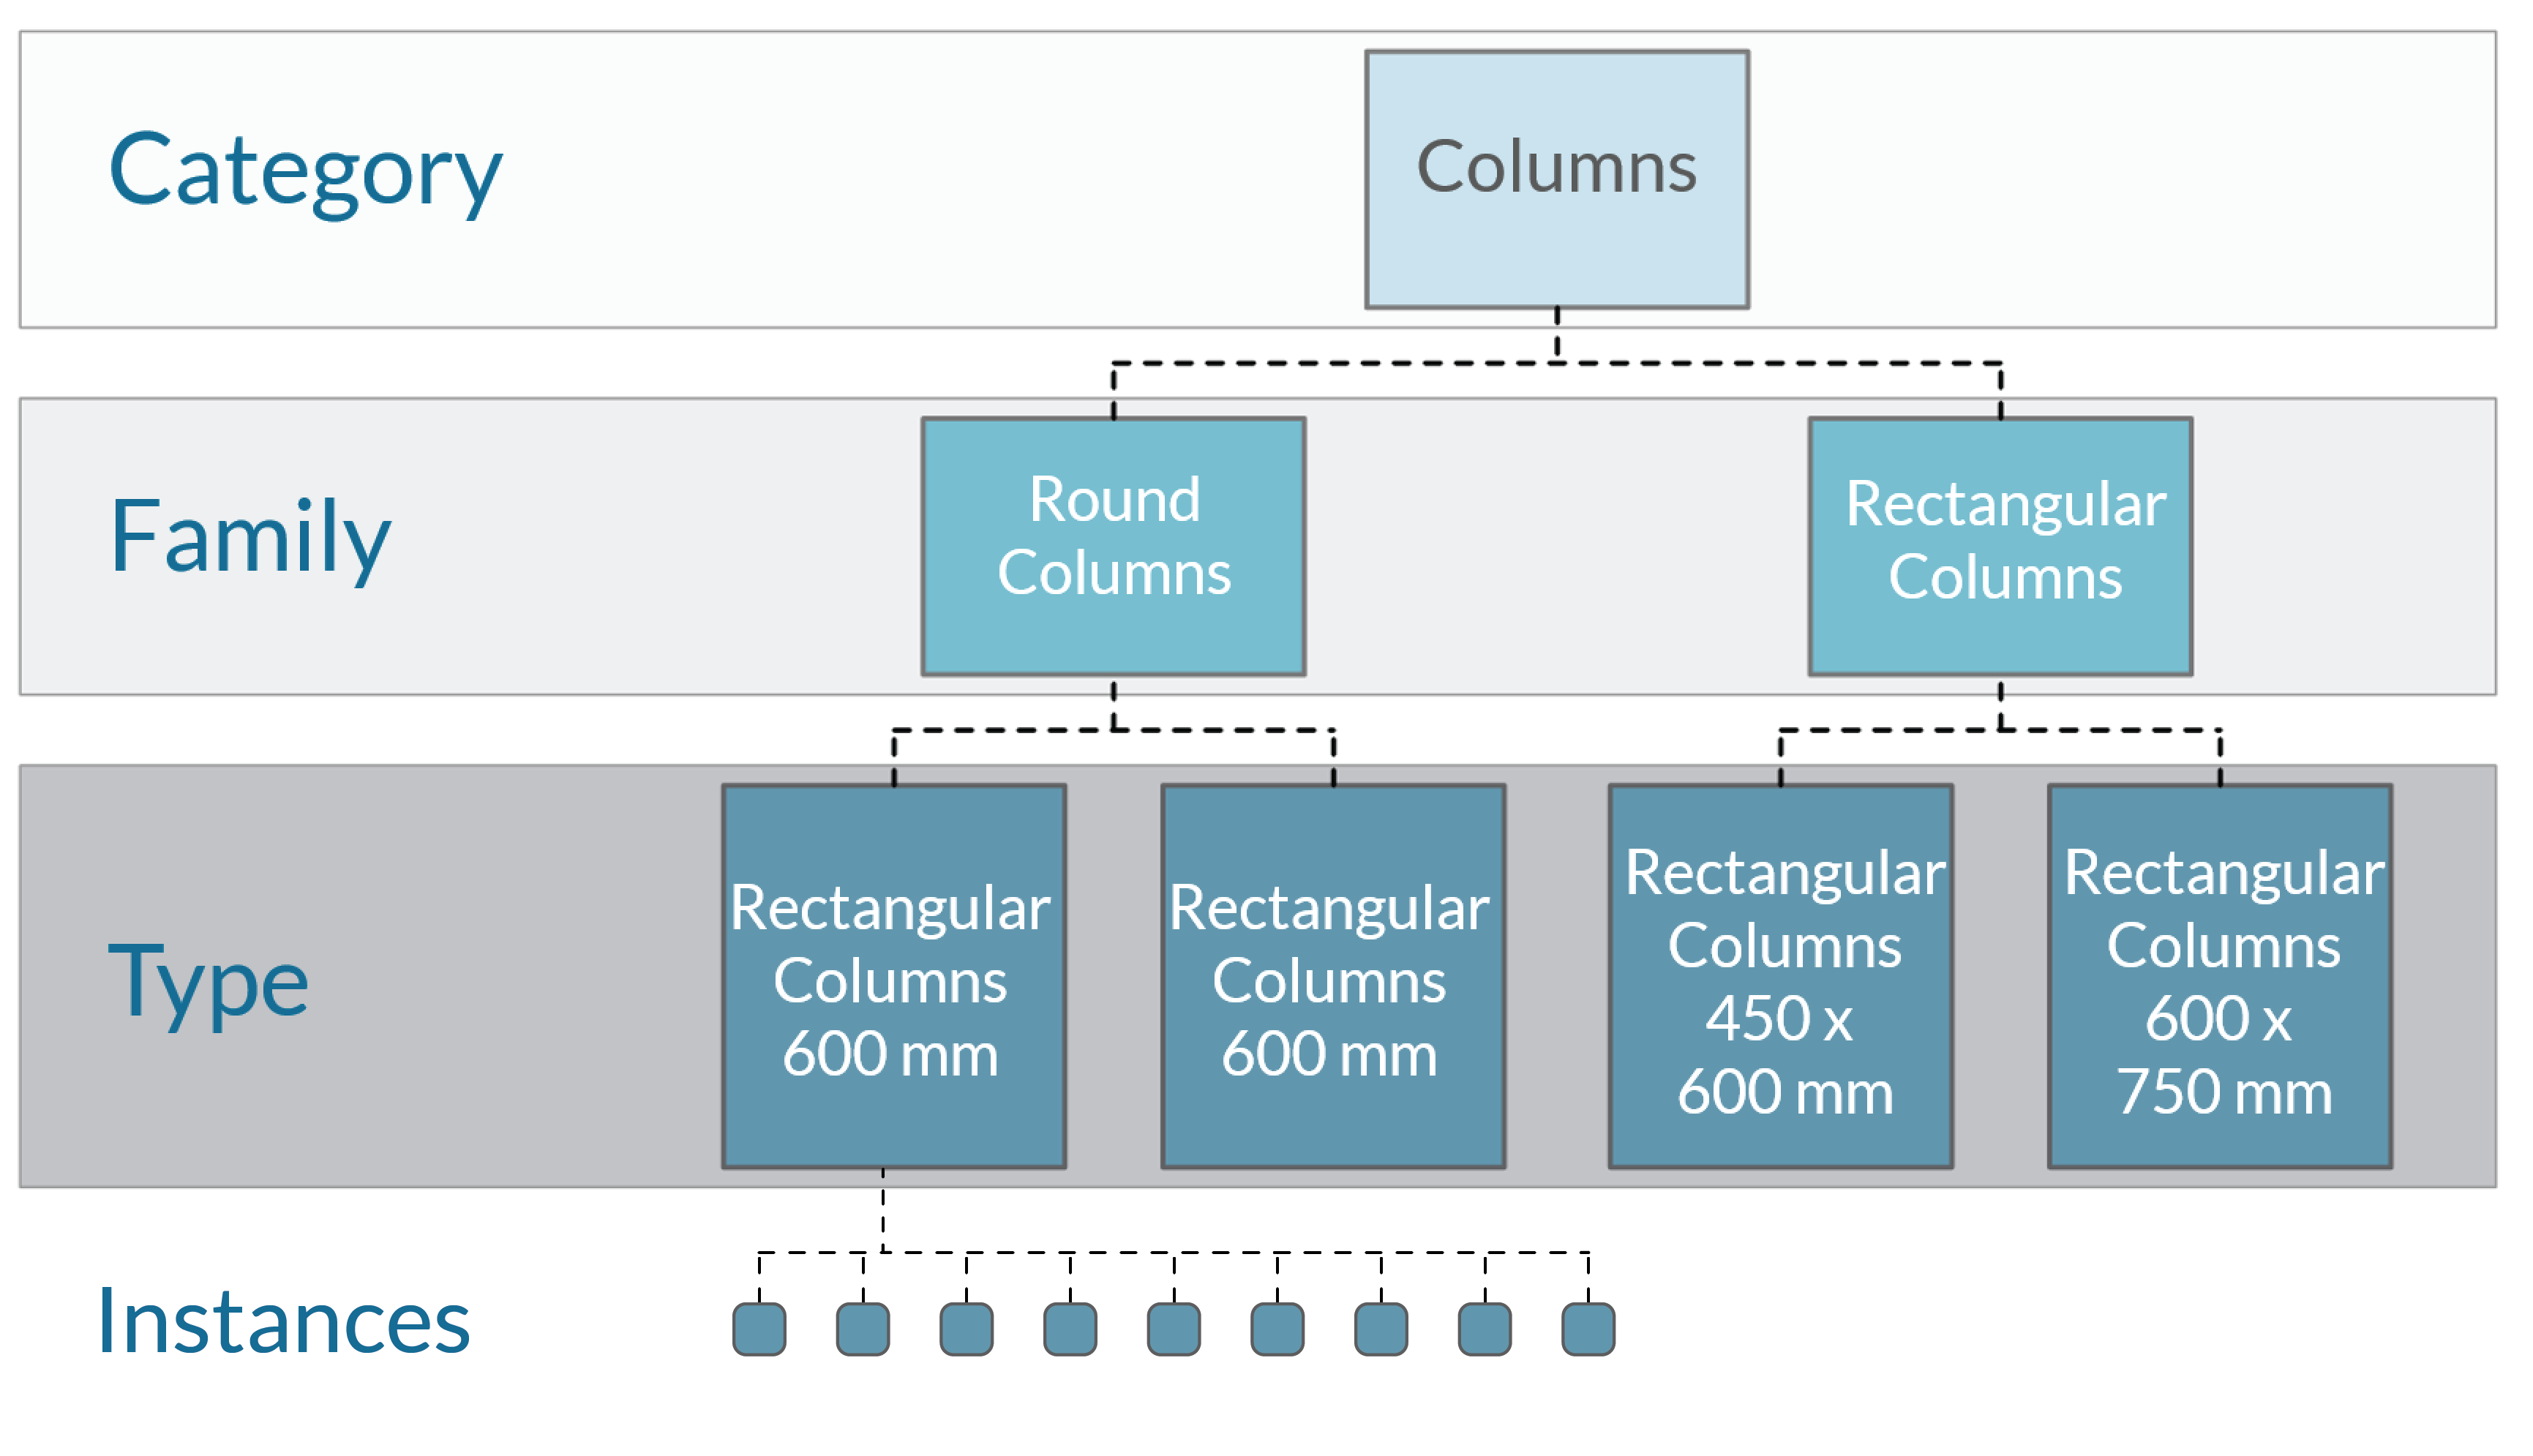 Category
Columns
Family
Round
Columns
Rectangular
Columns
Type
Rectangular
Columns
600 mm
Rectangular
Columns
600 mm
Rectangular
Columns
450 x
600 mm
Rectangular
Columns
600 x
750 mm
Instances